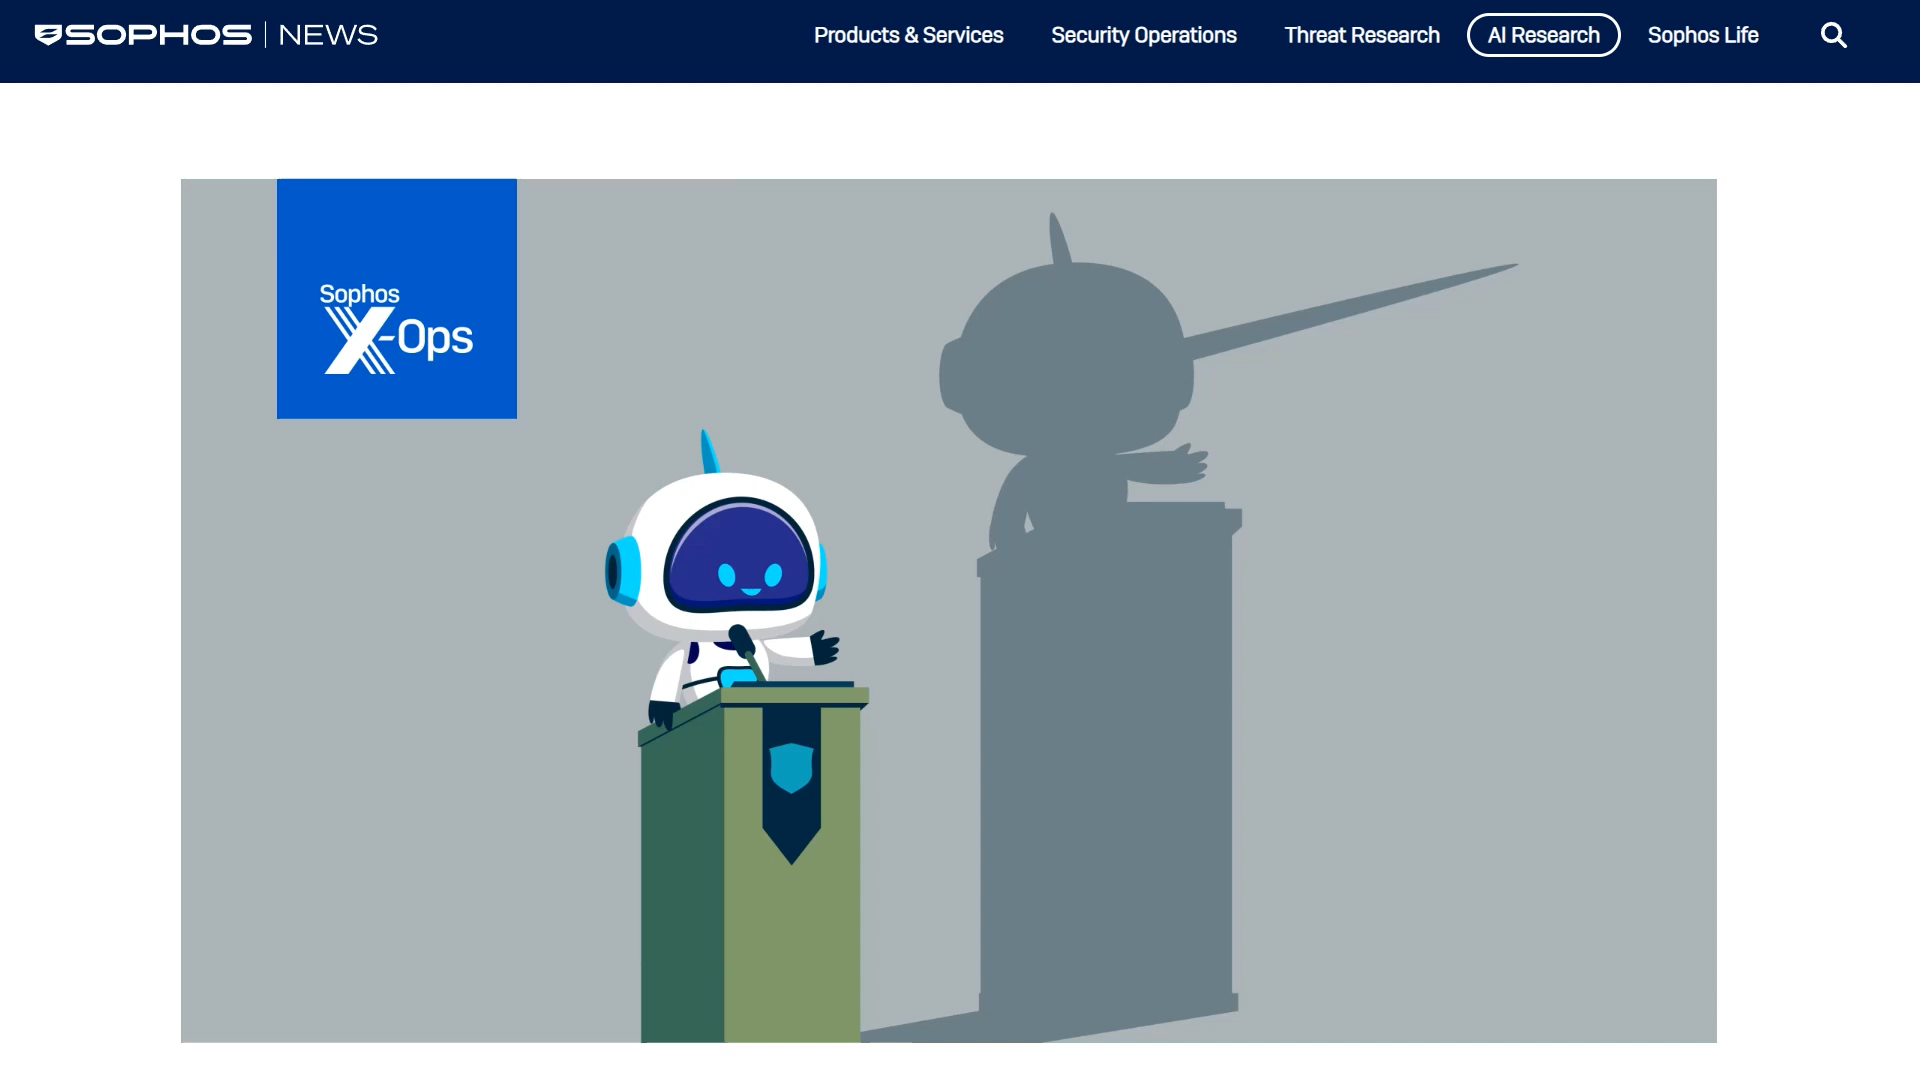 SOPHOS | NEWS
Products & Services
Security Operations
Threat Research
AI Research
Sophos Life
Sophos
X-Ops